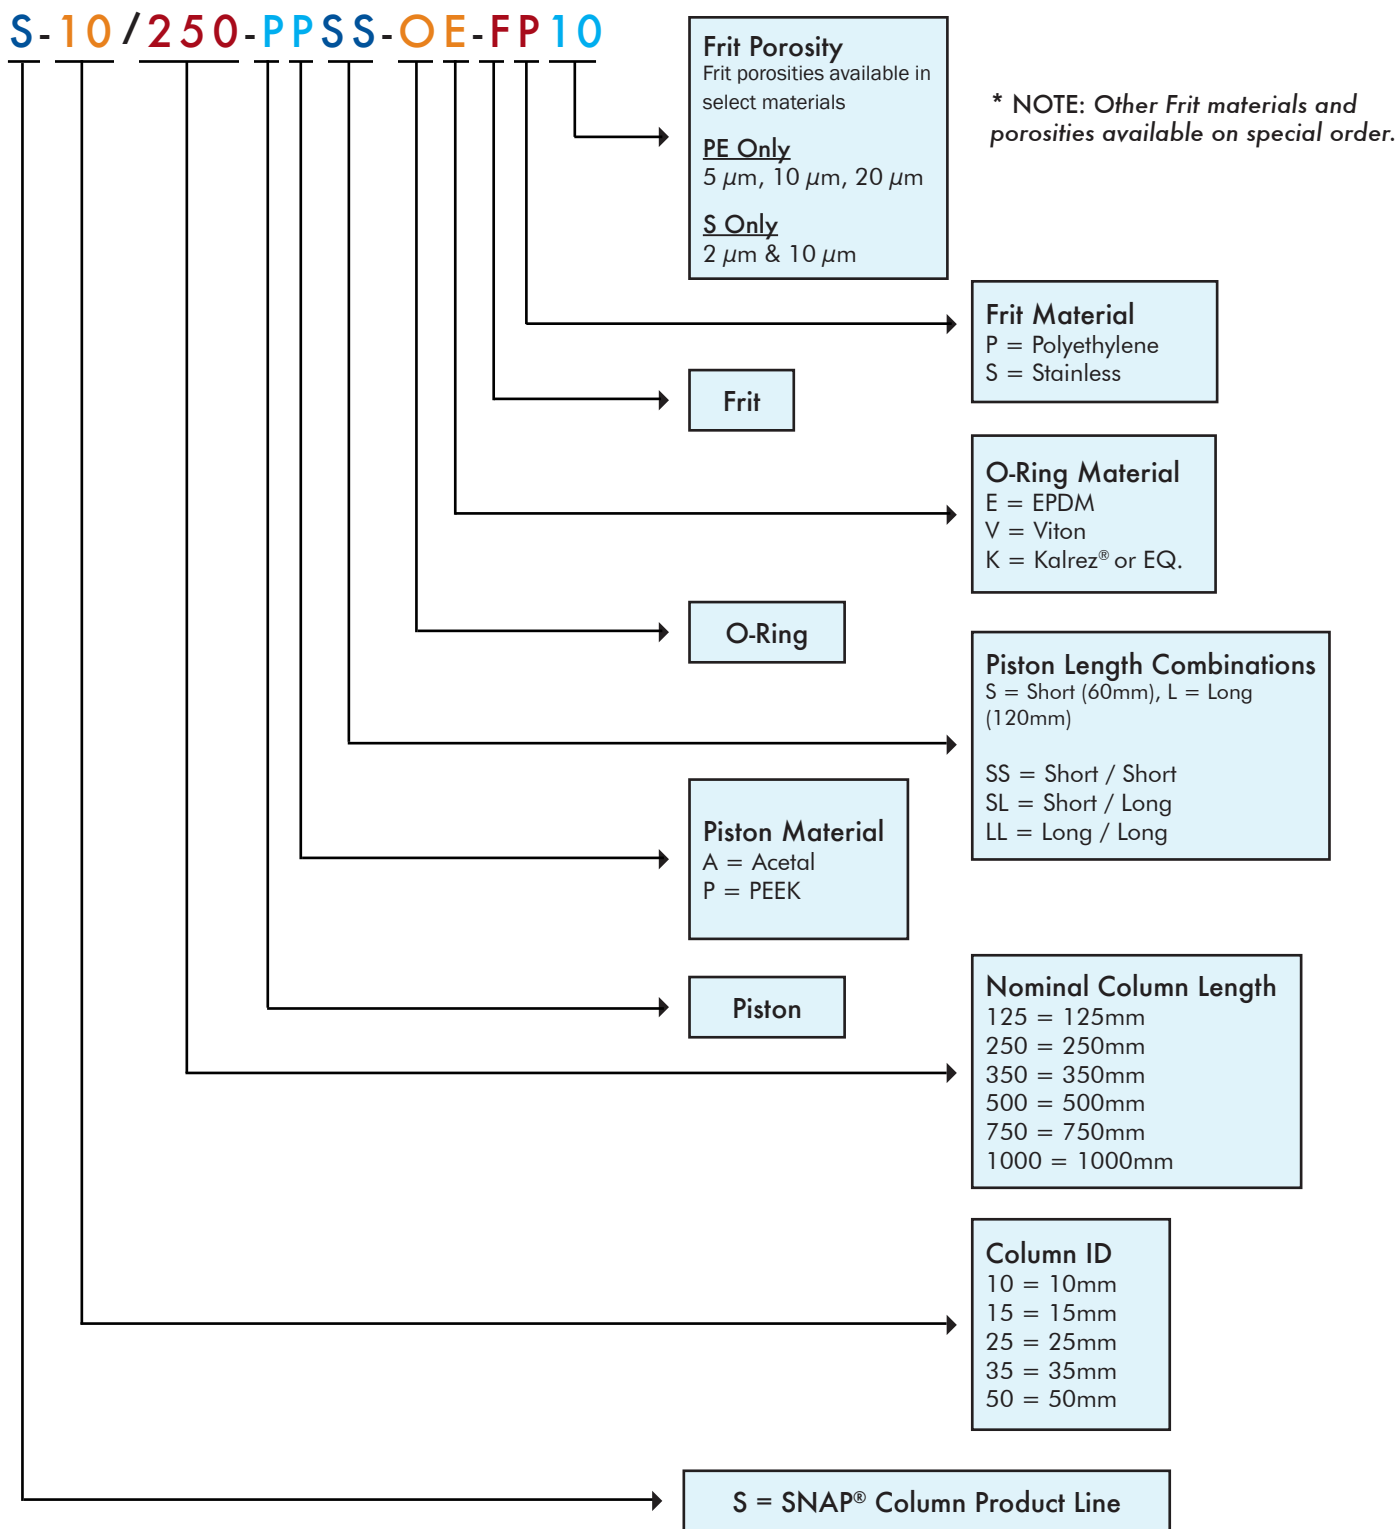 S-10/250-PPSS-OE-FP10
Frit Porosity
Frit porosities available in
select materials
PE Only
5 µm, 10 µm, 20 µm
S Only
2 µm & 10 µm
* NOTE: Other Frit materials and
porosities available on special order.
Frit Material
P = Polyethylene
S = Stainless
Frit
O-Ring Material
E = EPDM
V = Viton
K = Kalrez® or EQ.
O-Ring
Piston Length Combinations
S = Short (60mm), L = Long
(120mm)
SS = Short / Short
SL = Short / Long
LL = Long / Long
Piston Material
A = Acetal
P = PEEK
Piston
Nominal Column Length
125 = 125mm
250 = 250mm
350 = 350mm
500 = 500mm
750 = 750mm
1000 = 1000mm
Column ID
10 = 10mm
15 = 15mm
25 = 25mm
35 = 35mm
50 = 50mm
S = SNAP® Column Product Line